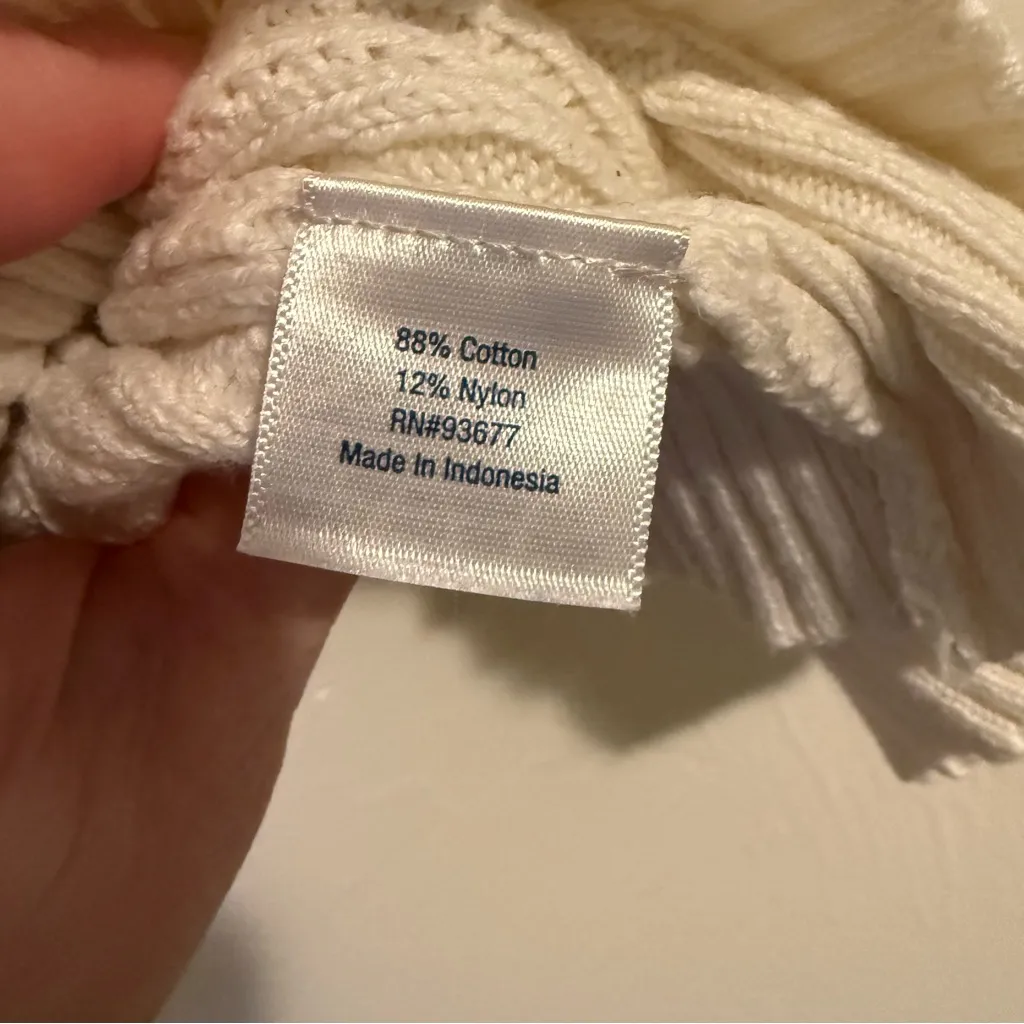 88% Cotton
12% Nylon
RN#93677
Made In Indonesia